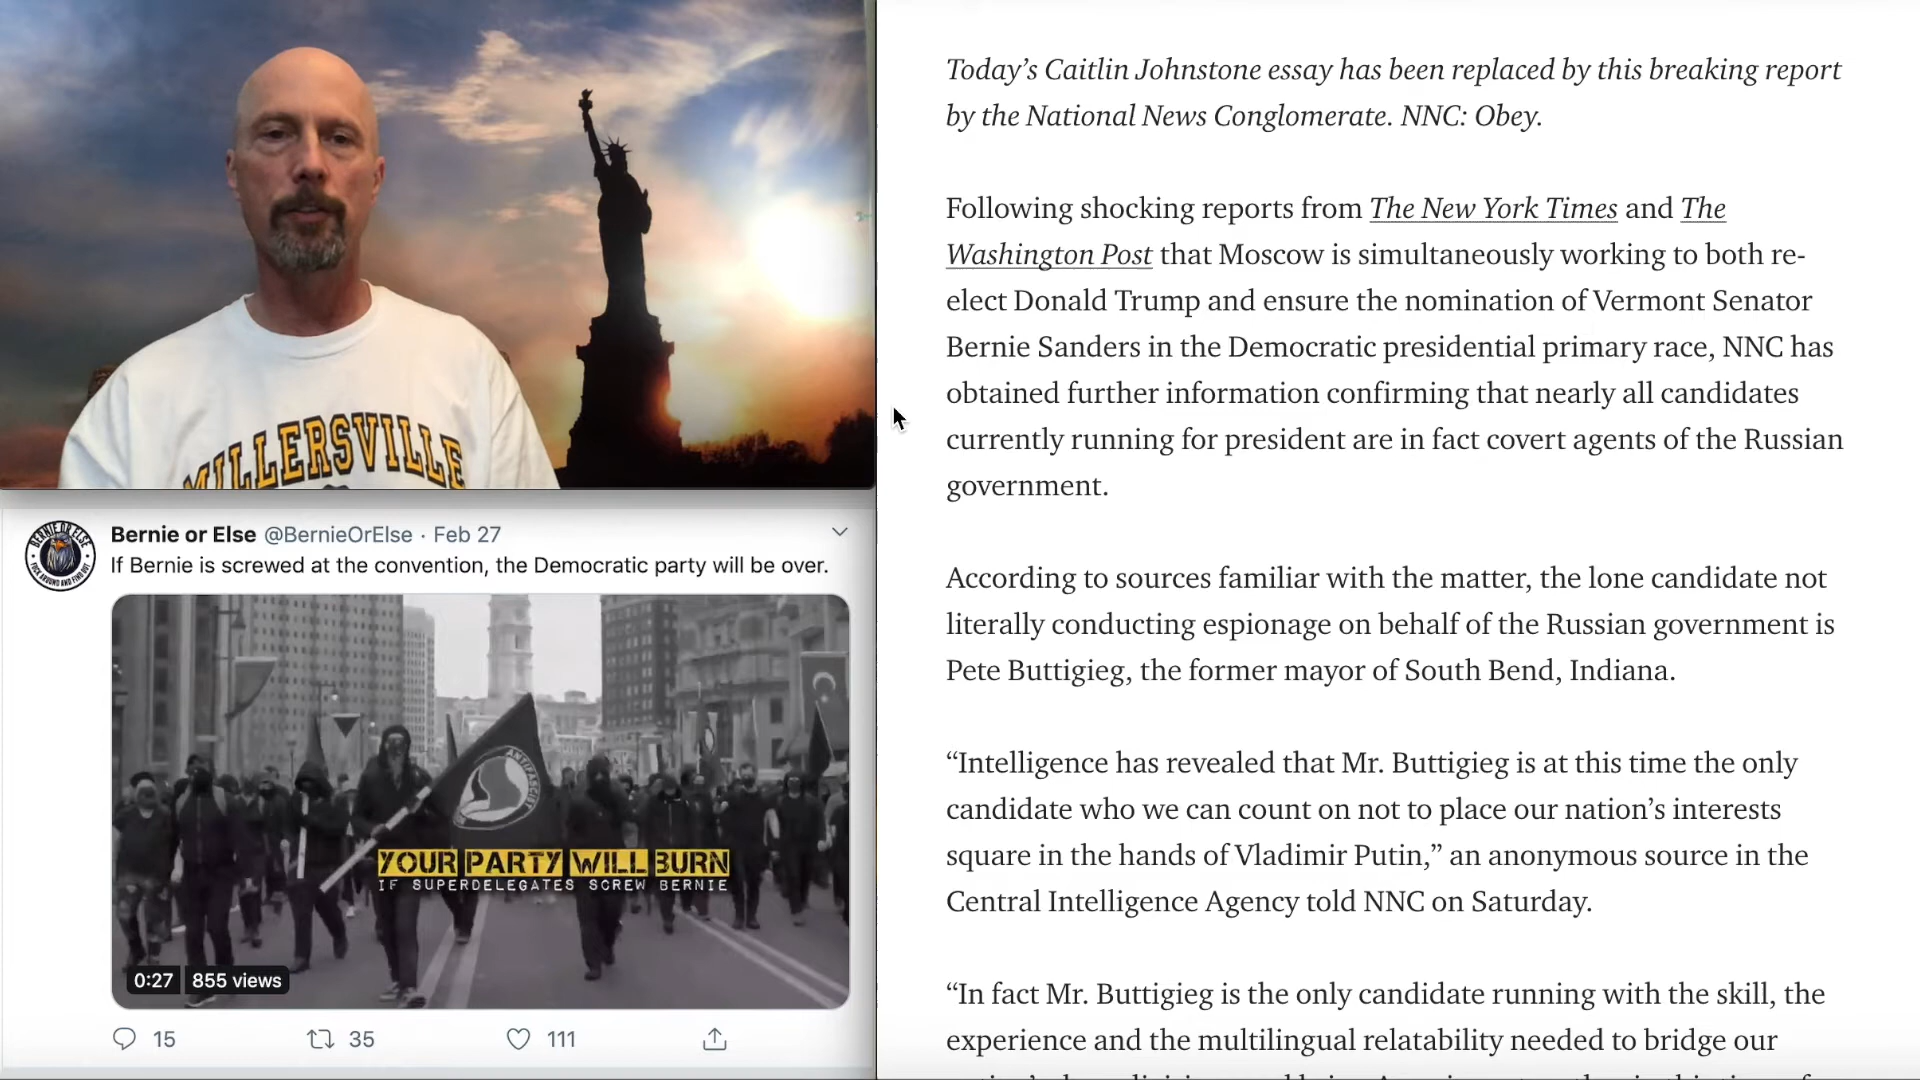 MILLERSVILLE
Bernie or Else @BernieOrElse · Feb 27
If Bernie is screwed at the convention, the Democratic party will be over.
BERNIE OR ELSE
FUCK AROUND AND FIND OUT
ANTIFASCIST
YOUR PARTY WILL BURN
IF SUPERDELEGATES SCREW BERNIE
0:27 855 views
15 35 111
Today’s Caitlin Johnstone essay has been replaced by this breaking report
by the National News Conglomerate. NNC: Obey.
Following shocking reports from The New York Times and The
Washington Post that Moscow is simultaneously working to both re-
elect Donald Trump and ensure the nomination of Vermont Senator
Bernie Sanders in the Democratic presidential primary race, NNC has
obtained further information confirming that nearly all candidates
currently running for president are in fact covert agents of the Russian
government.
According to sources familiar with the matter, the lone candidate not
literally conducting espionage on behalf of the Russian government is
Pete Buttigieg, the former mayor of South Bend, Indiana.
“Intelligence has revealed that Mr. Buttigieg is at this time the only
candidate who we can count on not to place our nation’s interests
square in the hands of Vladimir Putin,” an anonymous source in the
Central Intelligence Agency told NNC on Saturday.
“In fact Mr. Buttigieg is the only candidate running with the skill, the
experience and the multilingual relatability needed to bridge our